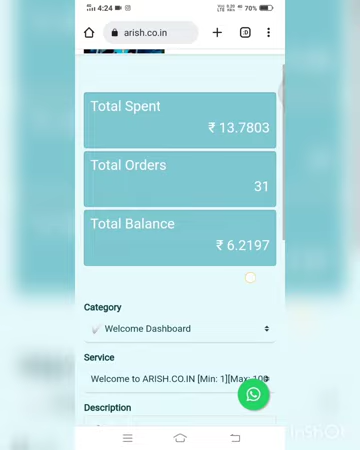 4:24
70%
arish.co.in
:D
Total Spent
₹ 13.7803
Total Orders
31
Total Balance
₹ 6.2197
Category
Welcome Dashboard
Service
Welcome to ARISH.CO.IN [Min: 1][Max: 100
Description
InShOt